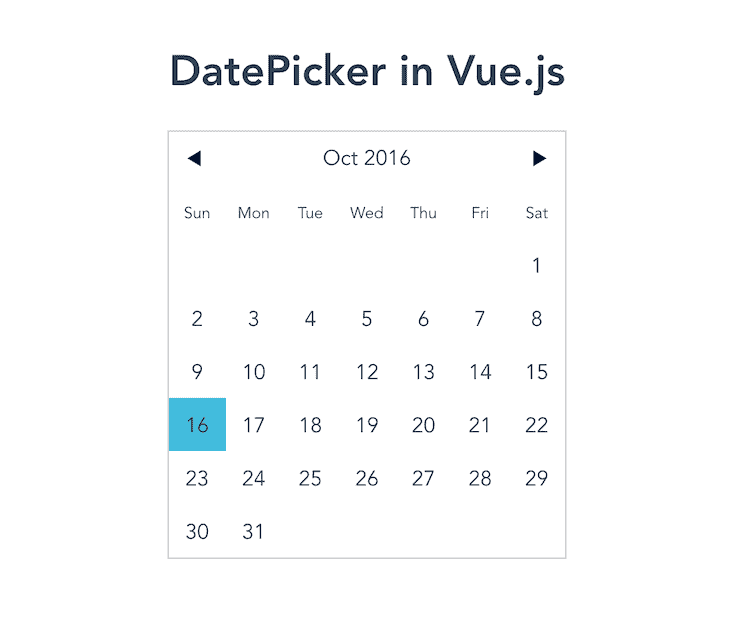 DatePicker in Vue.js
Oct 2016
Sun Mon Tue Wed Thu Fri Sat
1
2 3 4 5 6 7 8
9 10 11 12 13 14 15
16 17 18 19 20 21 22
23 24 25 26 27 28 29
30 31